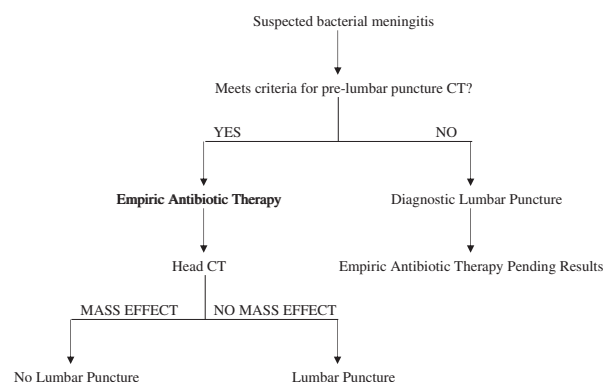 Suspected bacterial meningitis
Meets criteria for pre-lumbar puncture CT?
YES
NO
Empiric Antibiotic Therapy
Diagnostic Lumbar Puncture
Head CT
Empiric Antibiotic Therapy Pending Results
MASS EFFECT
NO MASS EFFECT
No Lumbar Puncture
Lumbar Puncture